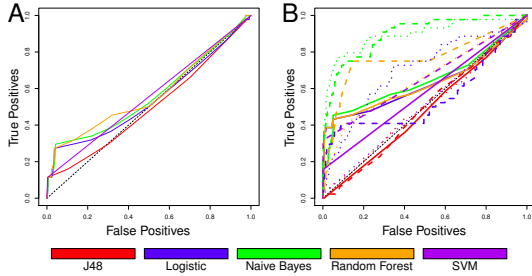 A
B
True Positives
1.0
0.8
0.6
0.4
0.2
0.0
0.0 0.2 0.4 0.6 0.8 1.0
False Positives
True Positives
1.0
0.8
0.6
0.4
0.2
0.0
0.0 0.2 0.4 0.6 0.8 1.0
False Positives
J48 Logistic Naive Bayes Random Forest SVM